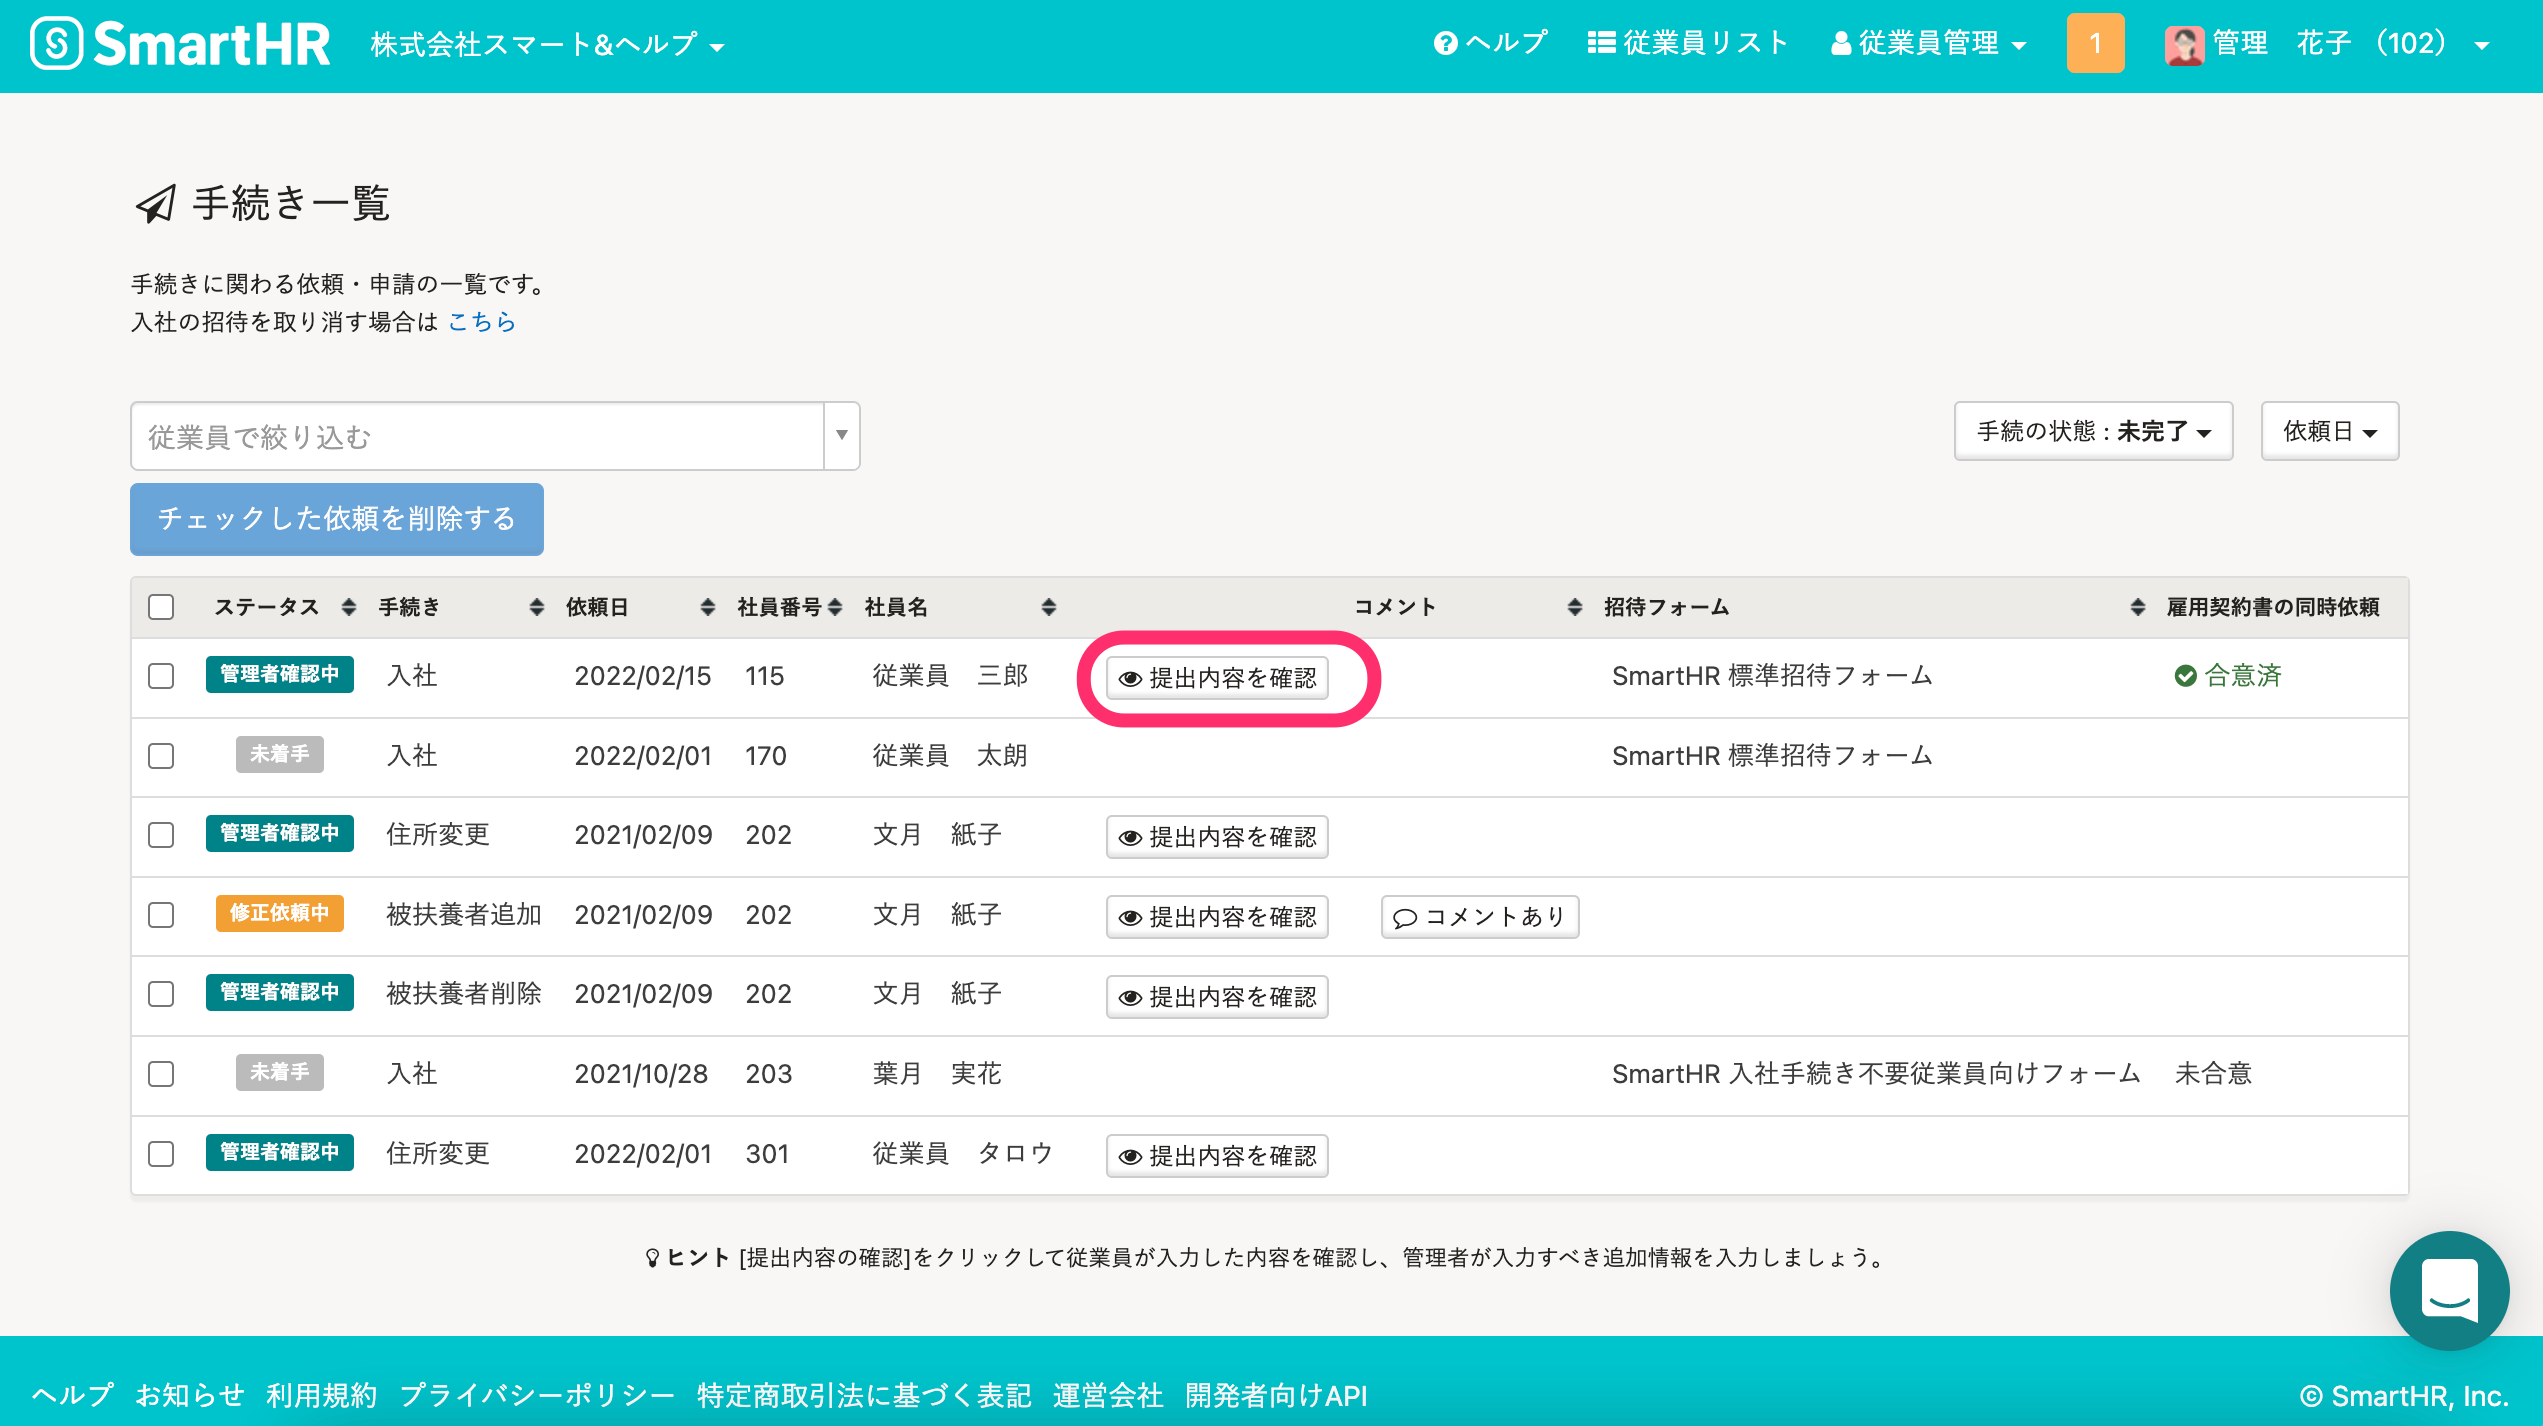 SmartHR 株式会社スマート&ヘルプ ヘルプ 従業員リスト 従業員管理 1 管理 花子 （102）
手続き一覧
手続きに関わる依頼・申請の一覧です。
入社の招待を取り消す場合は こちら
従業員で絞り込む 手続の状態 : 未完了 依頼日
チェックした依頼を削除する
ステータス 手続き 依頼日 社員番号 社員名 コメント 招待フォーム 雇用契約書の同時依頼
管理者確認中 入社 2022/02/15 115 従業員 三郎 提出内容を確認 SmartHR 標準招待フォーム 合意済
未着手 入社 2022/02/01 170 従業員 太朗 SmartHR 標準招待フォーム
管理者確認中 住所変更 2021/02/09 202 文月 紙子 提出内容を確認
修正依頼中 被扶養者追加 2021/02/09 202 文月 紙子 提出内容を確認 コメントあり
管理者確認中 被扶養者削除 2021/02/09 202 文月 紙子 提出内容を確認
未着手 入社 2021/10/28 203 葉月 実花 SmartHR 入社手続き不要従業員向けフォーム 未合意
管理者確認中 住所変更 2022/02/01 301 従業員 タロウ 提出内容を確認
ヒント [提出内容の確認]をクリックして従業員が入力した内容を確認し、管理者が入力すべき追加情報を入力しましょう。
ヘルプ お知らせ 利用規約 プライバシーポリシー 特定商取引法に基づく表記 運営会社 開発者向けAPI © SmartHR, Inc.